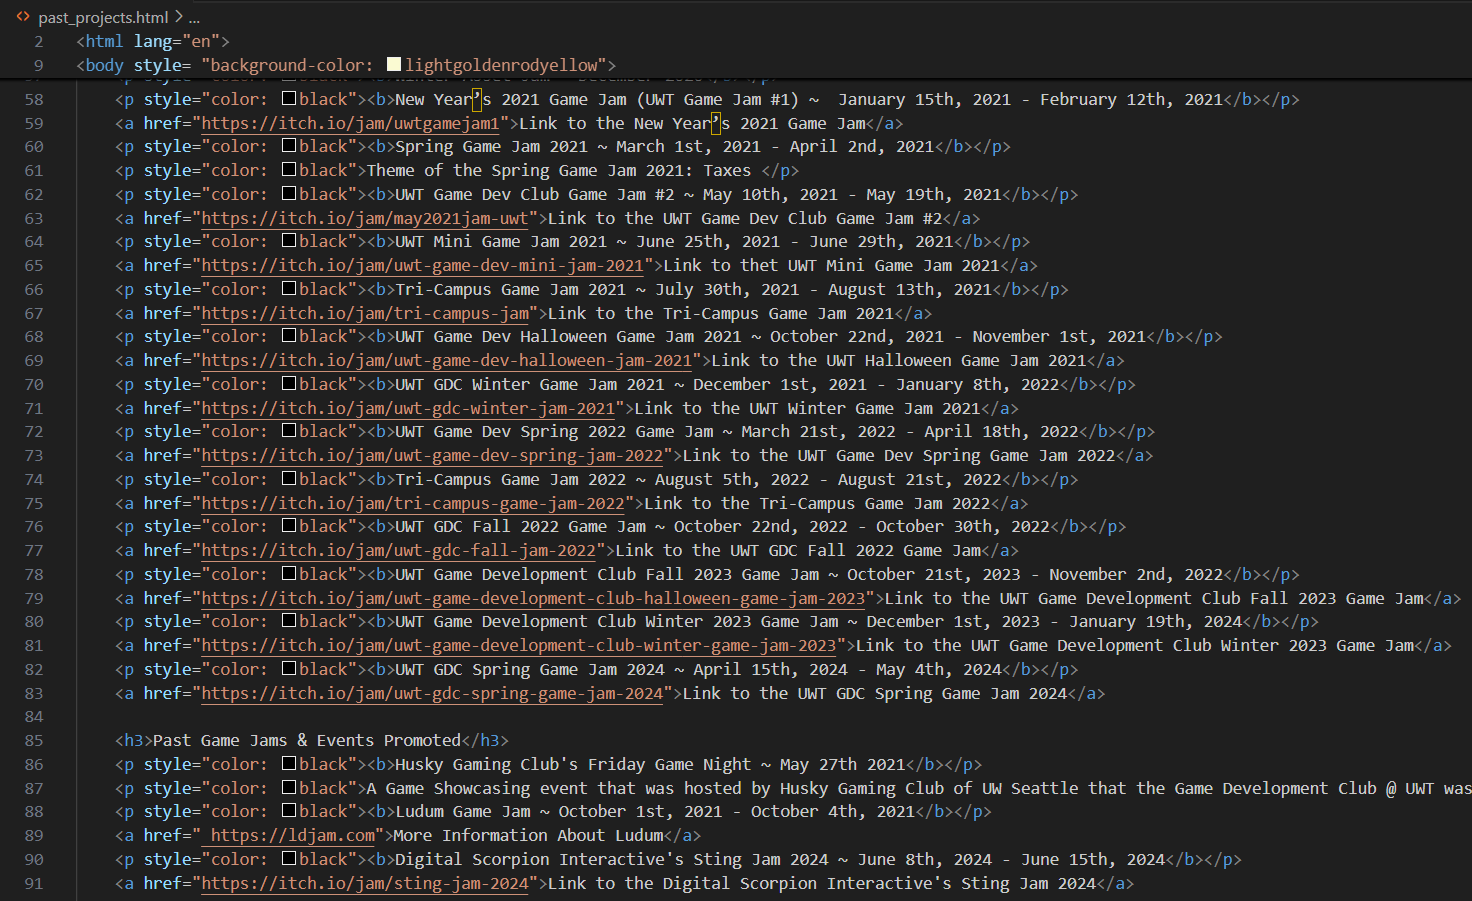 past_projects.html > ...
2 <html lang="en">
9 <body style= "background-color: lightgoldenrodyellow">
58 <p style="color: black"><b>New Year’s 2021 Game Jam (UWT Game Jam #1) ~  January 15th, 2021 - February 12th, 2021</b></p>
59 <a href="https://itch.io/jam/uwtgamejam1">Link to the New Year’s 2021 Game Jam</a>
60 <p style="color: black"><b>Spring Game Jam 2021 ~ March 1st, 2021 - April 2nd, 2021</b></p>
61 <p style="color: black">Theme of the Spring Game Jam 2021: Taxes </p>
62 <p style="color: black"><b>UWT Game Dev Club Game Jam #2 ~ May 10th, 2021 - May 19th, 2021</b></p>
63 <a href="https://itch.io/jam/may2021jam-uwt">Link to the UWT Game Dev Club Game Jam #2</a>
64 <p style="color: black"><b>UWT Mini Game Jam 2021 ~ June 25th, 2021 - June 29th, 2021</b></p>
65 <a href="https://itch.io/jam/uwt-game-dev-mini-jam-2021">Link to thet UWT Mini Game Jam 2021</a>
66 <p style="color: black"><b>Tri-Campus Game Jam 2021 ~ July 30th, 2021 - August 13th, 2021</b></p>
67 <a href="https://itch.io/jam/tri-campus-jam">Link to the Tri-Campus Game Jam 2021</a>
68 <p style="color: black"><b>UWT Game Dev Halloween Game Jam 2021 ~ October 22nd, 2021 - November 1st, 2021</b></p>
69 <a href="https://itch.io/jam/uwt-game-dev-halloween-jam-2021">Link to the UWT Halloween Game Jam 2021</a>
70 <p style="color: black"><b>UWT GDC Winter Game Jam 2021 ~ December 1st, 2021 - January 8th, 2022</b></p>
71 <a href="https://itch.io/jam/uwt-gdc-winter-jam-2021">Link to the UWT Winter Game Jam 2021</a>
72 <p style="color: black"><b>UWT Game Dev Spring 2022 Game Jam ~ March 21st, 2022 - April 18th, 2022</b></p>
73 <a href="https://itch.io/jam/uwt-game-dev-spring-jam-2022">Link to the UWT Game Dev Spring Game Jam 2022</a>
74 <p style="color: black"><b>Tri-Campus Game Jam 2022 ~ August 5th, 2022 - August 21st, 2022</b></p>
75 <a href="https://itch.io/jam/tri-campus-game-jam-2022">Link to the Tri-Campus Game Jam 2022</a>
76 <p style="color: black"><b>UWT GDC Fall 2022 Game Jam ~ October 22nd, 2022 - October 30th, 2022</b></p>
77 <a href="https://itch.io/jam/uwt-gdc-fall-jam-2022">Link to the UWT GDC Fall 2022 Game Jam</a>
78 <p style="color: black"><b>UWT Game Development Club Fall 2023 Game Jam ~ October 21st, 2023 - November 2nd, 2022</b></p>
79 <a href="https://itch.io/jam/uwt-game-development-club-halloween-game-jam-2023">Link to the UWT Game Development Club Fall 2023 Game Jam</a>
80 <p style="color: black"><b>UWT Game Development Club Winter 2023 Game Jam ~ December 1st, 2023 - January 19th, 2024</b></p>
81 <a href="https://itch.io/jam/uwt-game-development-club-winter-game-jam-2023">Link to the UWT Game Development Club Winter 2023 Game Jam</a>
82 <p style="color: black"><b>UWT GDC Spring Game Jam 2024 ~ April 15th, 2024 - May 4th, 2024</b></p>
83 <a href="https://itch.io/jam/uwt-gdc-spring-game-jam-2024">Link to the UWT GDC Spring Game Jam 2024</a>
84
85 <h3>Past Game Jams & Events Promoted</h3>
86 <p style="color: black"><b>Husky Gaming Club's Friday Game Night ~ May 27th 2021</b></p>
87 <p style="color: black">A Game Showcasing event that was hosted by Husky Gaming Club of UW Seattle that the Game Development Club @ UWT was
88 <p style="color: black"><b>Ludum Game Jam ~ October 1st, 2021 - October 4th, 2021</b></p>
89 <a href=" https://ldjam.com">More Information About Ludum</a>
90 <p style="color: black"><b>Digital Scorpion Interactive's Sting Jam 2024 ~ June 8th, 2024 - June 15th, 2024</b></p>
91 <a href="https://itch.io/jam/sting-jam-2024">Link to the Digital Scorpion Interactive's Sting Jam 2024</a>